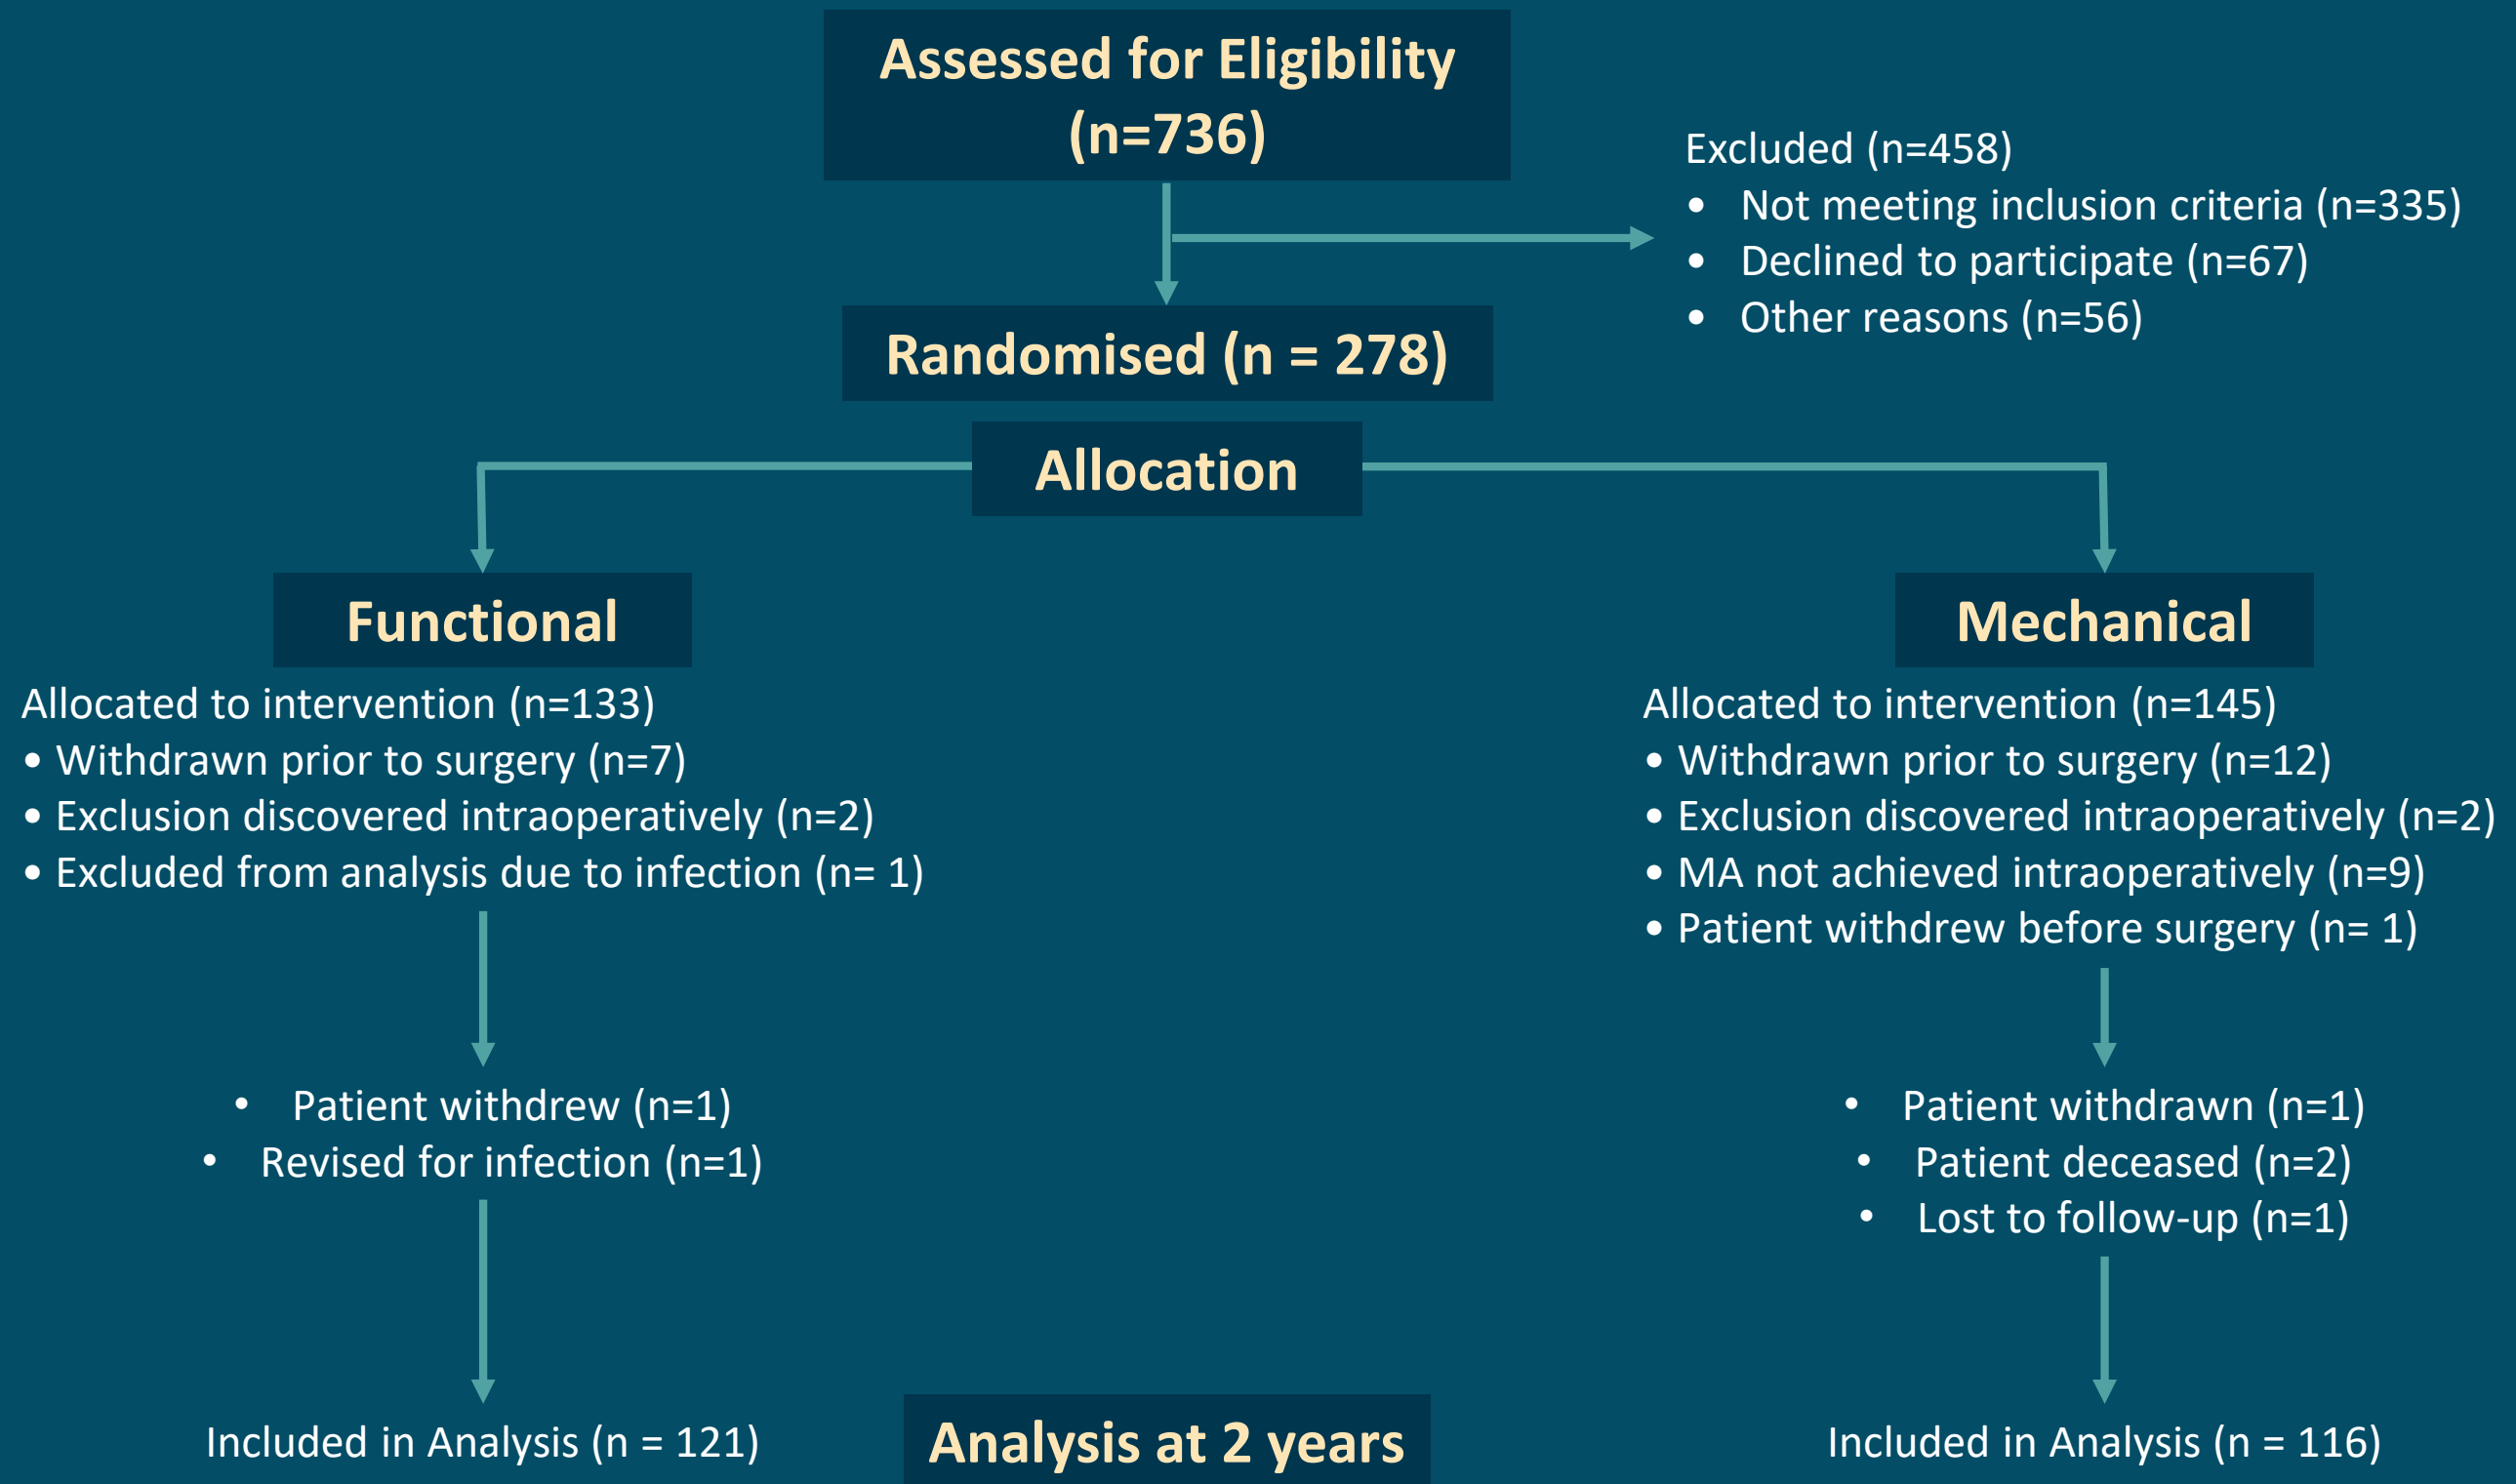 Assessed for Eligibility
(n=736)
Excluded (n=458)
• Not meeting inclusion criteria (n=335)
• Declined to participate (n=67)
• Other reasons (n=56)
Randomised (n = 278)
Allocation
Functional
Allocated to intervention (n=133)
• Withdrawn prior to surgery (n=7)
• Exclusion discovered intraoperatively (n=2)
• Excluded from analysis due to infection (n= 1)
• Patient withdrew (n=1)
• Revised for infection (n=1)
Included in Analysis (n = 121)
Mechanical
Allocated to intervention (n=145)
• Withdrawn prior to surgery (n=12)
• Exclusion discovered intraoperatively (n=2)
• MA not achieved intraoperatively (n=9)
• Patient withdrew before surgery (n= 1)
• Patient withdrawn (n=1)
• Patient deceased (n=2)
• Lost to follow-up (n=1)
Included in Analysis (n = 116)
Analysis at 2 years